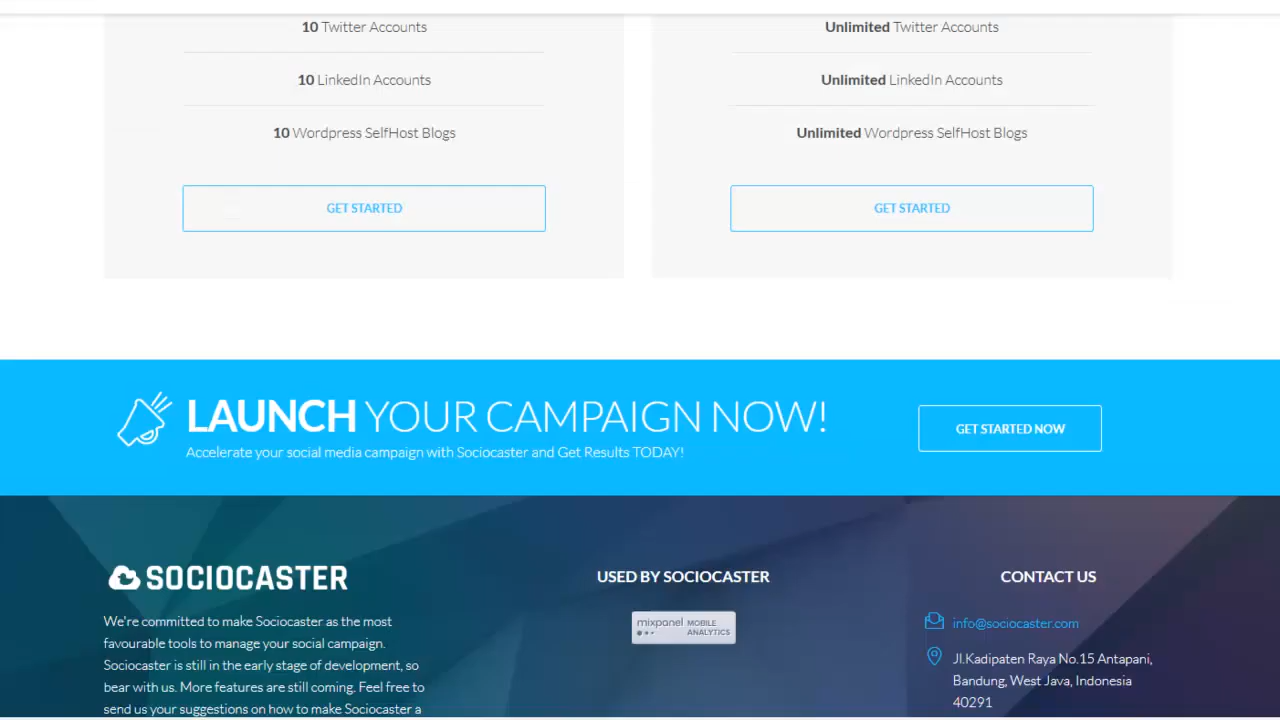 10 Twitter Accounts
10 LinkedIn Accounts
10 Wordpress SelfHost Blogs
GET STARTED
Unlimited Twitter Accounts
Unlimited LinkedIn Accounts
Unlimited Wordpress SelfHost Blogs
GET STARTED
LAUNCH YOUR CAMPAIGN NOW!
Accelerate your social media campaign with Sociocaster and Get Results TODAY!
GET STARTED NOW
SOCIOCASTER
We're committed to make Sociocaster as the most
favourable tools to manage your social campaign.
Sociocaster is still in the early stage of development, so
bear with us. More features are still coming. Feel free to
send us your suggestions on how to make Sociocaster a
USED BY SOCIOCASTER
mixpanel MOBILE
ANALYTICS
CONTACT US
info@sociocaster.com
Jl.Kadipaten Raya No.15 Antapani,
Bandung, West Java, Indonesia
40291